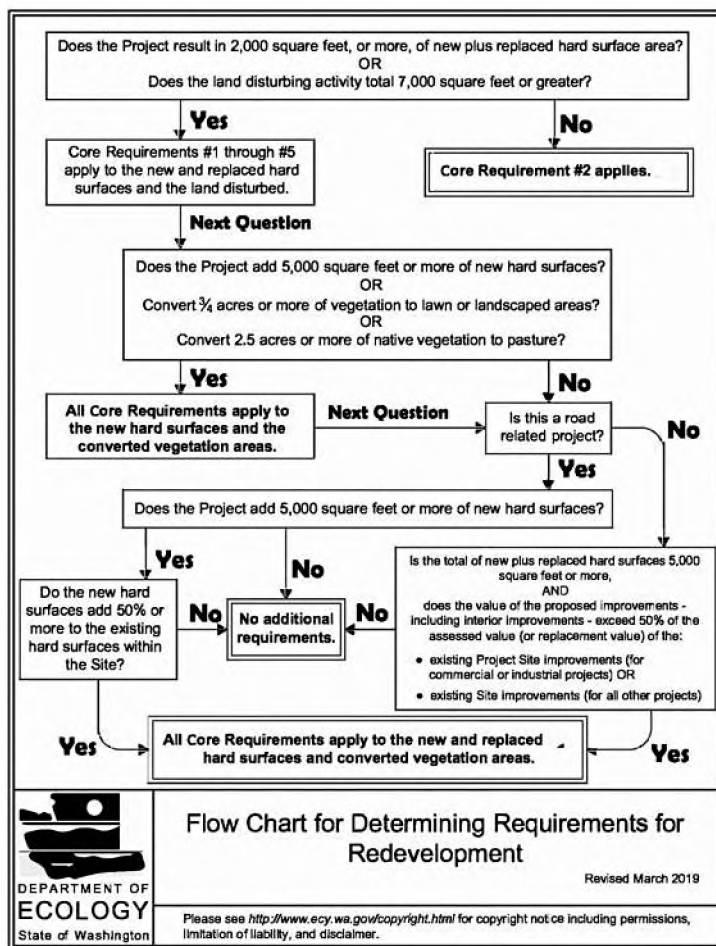 Does the Project result in 2,000 square feet, or more, of new plus replaced hard surface area?
OR
Does the land disturbing activity total 7,000 square feet or greater?
Yes
No
Core Requirements #1 through #5
apply to the new and replaced hard
surfaces and the land disturbed.
Core Requirement #2 applies.
Next Question
Does the Project add 5,000 square feet or more of new hard surfaces?
OR
Convert ¾ acres or more of vegetation to lawn or landscaped areas?
OR
Convert 2.5 acres or more of native vegetation to pasture?
Yes
No
All Core Requirements apply to
the new hard surfaces and the
converted vegetation areas.
Next Question
Is this a road
related project?
No
Yes
Does the Project add 5,000 square feet or more of new hard surfaces?
Yes
No
Do the new hard
surfaces add 50% or
more to the existing
hard surfaces within
the Site?
No
No additional
requirements.
No
Is the total of new plus replaced hard surfaces 5,000
square feet or more,
AND
does the value of the proposed improvements -
including interior improvements - exceed 50% of the
assessed value (or replacement value) of the:
• existing Project Site improvements (for
commercial or industrial projects) OR
• existing Site improvements (for all other projects)
Yes
All Core Requirements apply to the new and replaced
hard surfaces and converted vegetation areas.
Yes
DEPARTMENT OF
ECOLOGY
State of Washington
Flow Chart for Determining Requirements for
Redevelopment
Revised March 2019
Please see http://www.ecy.wa.gov/copyright.html for copyright notice including permissions,
limitation of liability, and disclaimer.